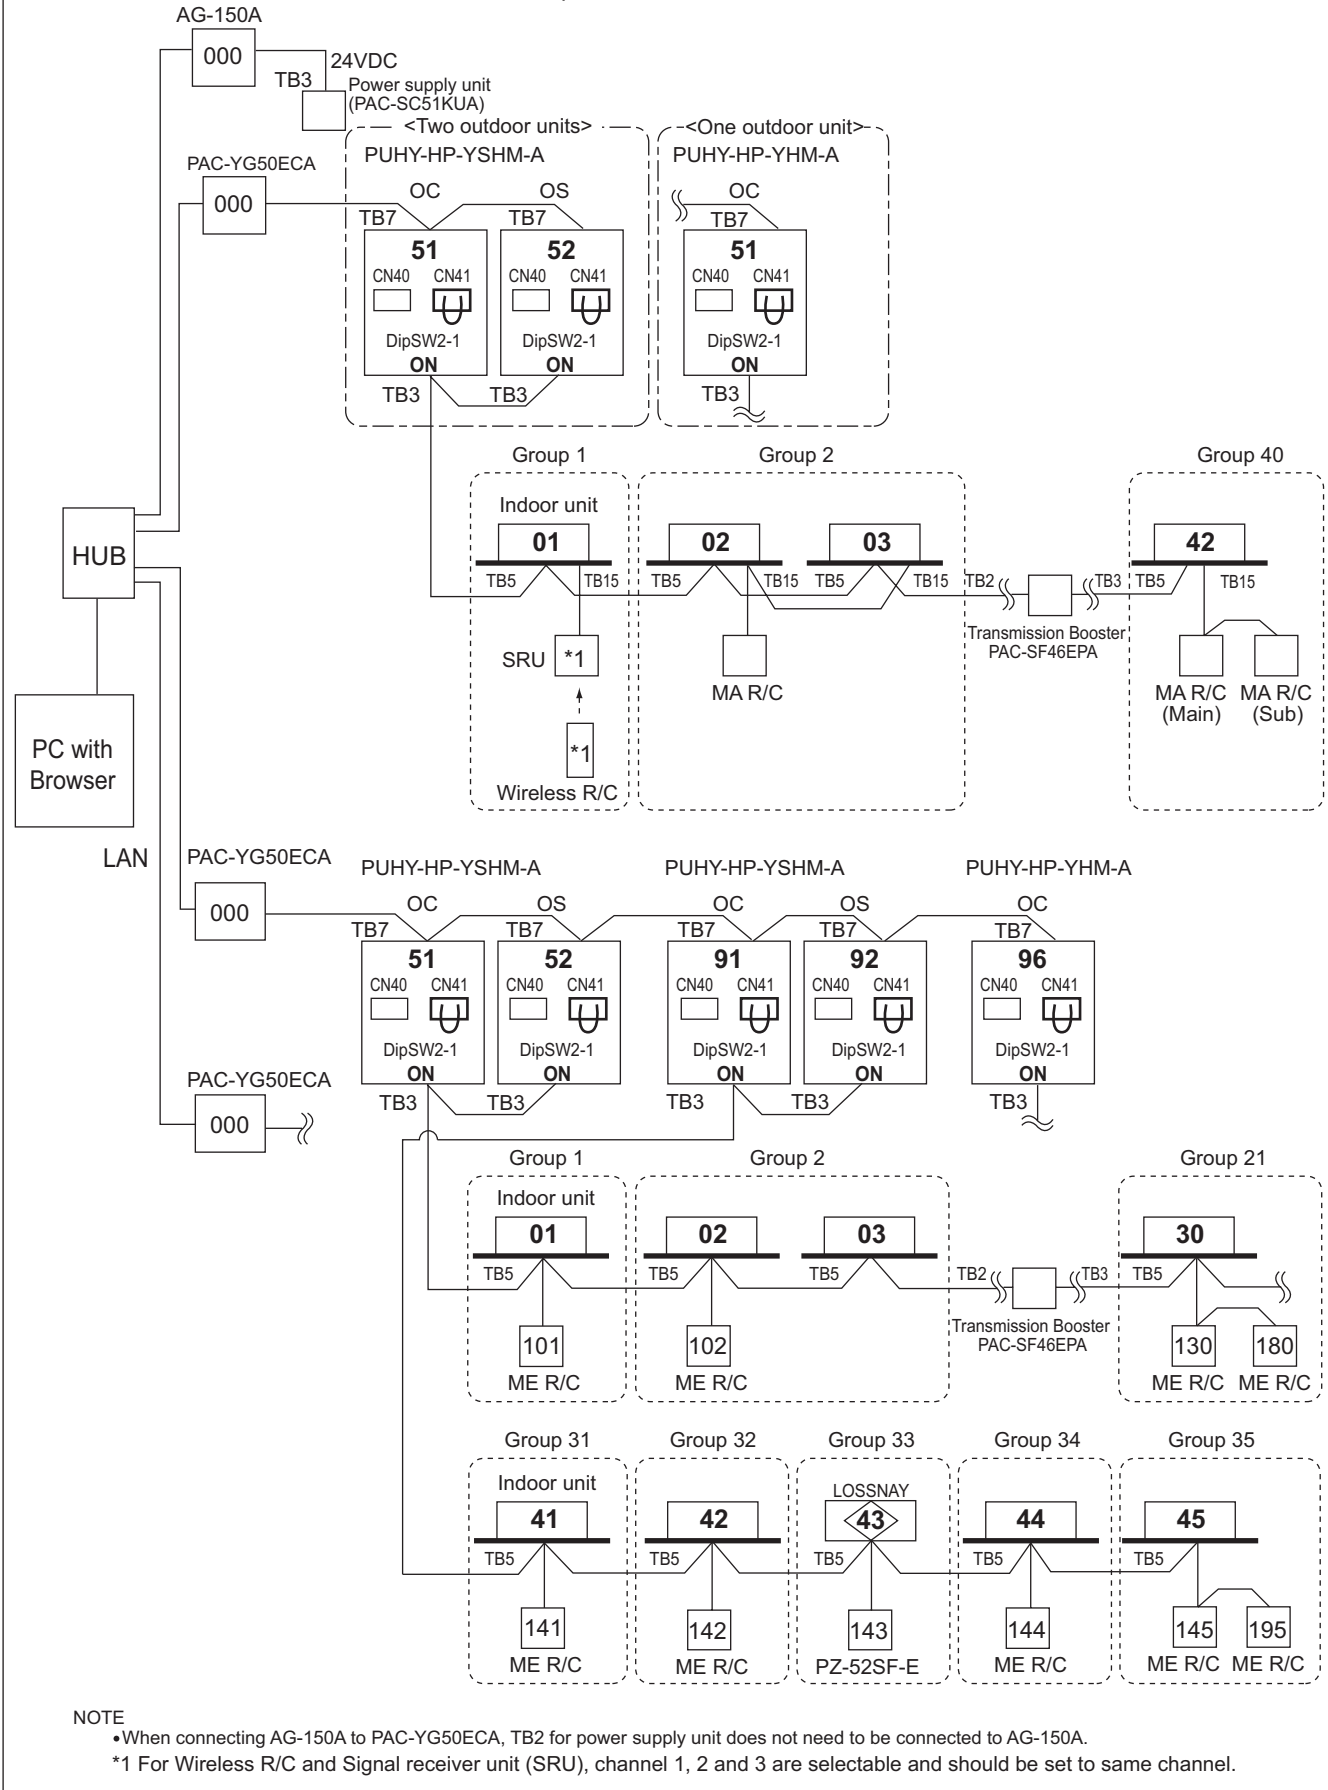 AG-150A
000
24VDC
TB3
Power supply unit
(PAC-SC51KUA)
<Two outdoor units>
<One outdoor unit>
PUHY-HP-YSHM-A
PUHY-HP-YHM-A
PAC-YG50ECA
000
OC
OS
OC
TB7
TB7
TB7
51
52
51
CN40 CN41
CN40 CN41
CN40 CN41
DipSW2-1
DipSW2-1
DipSW2-1
ON
ON
ON
TB3
TB3
TB3
Group 1
Group 2
Group 40
Indoor unit
01
02
03
42
TB5
TB15
TB5
TB15
TB5
TB15
TB2
TB3
TB5
TB15
HUB
Transmission Booster
PAC-SF46EPA
SRU
*1
MA R/C
MA R/C
(Main)
MA R/C
(Sub)
*1
Wireless R/C
PC with
Browser
LAN
PAC-YG50ECA
000
PUHY-HP-YSHM-A
PUHY-HP-YSHM-A
PUHY-HP-YHM-A
OC
OS
OC
OS
OC
TB7
TB7
TB7
TB7
TB7
51
52
91
92
96
CN40 CN41
CN40 CN41
CN40 CN41
CN40 CN41
CN40 CN41
DipSW2-1
DipSW2-1
DipSW2-1
DipSW2-1
DipSW2-1
ON
ON
ON
ON
ON
TB3
TB3
TB3
TB3
TB3
PAC-YG50ECA
000
Group 1
Group 2
Group 21
Indoor unit
01
02
03
30
TB5
TB5
TB5
TB2
TB3
TB5
Transmission Booster
PAC-SF46EPA
101
102
130
180
ME R/C
ME R/C
ME R/C
ME R/C
Group 31
Group 32
Group 33
Group 34
Group 35
Indoor unit
LOSSNAY
41
42
43
44
45
TB5
TB5
TB5
TB5
TB5
141
142
143
144
145
195
ME R/C
ME R/C
PZ-52SF-E
ME R/C
ME R/C
ME R/C
NOTE
•When connecting AG-150A to PAC-YG50ECA, TB2 for power supply unit does not need to be connected to AG-150A.
*1 For Wireless R/C and Signal receiver unit (SRU), channel 1, 2 and 3 are selectable and should be set to same channel.